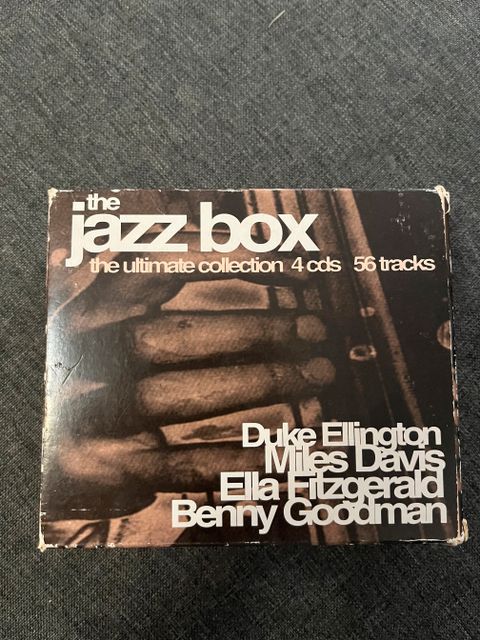 the
jazz box
the ultimate collection 4 cds 56 tracks
Duke Ellington
Miles Davis
Ella Fitzgerald
Benny Goodman